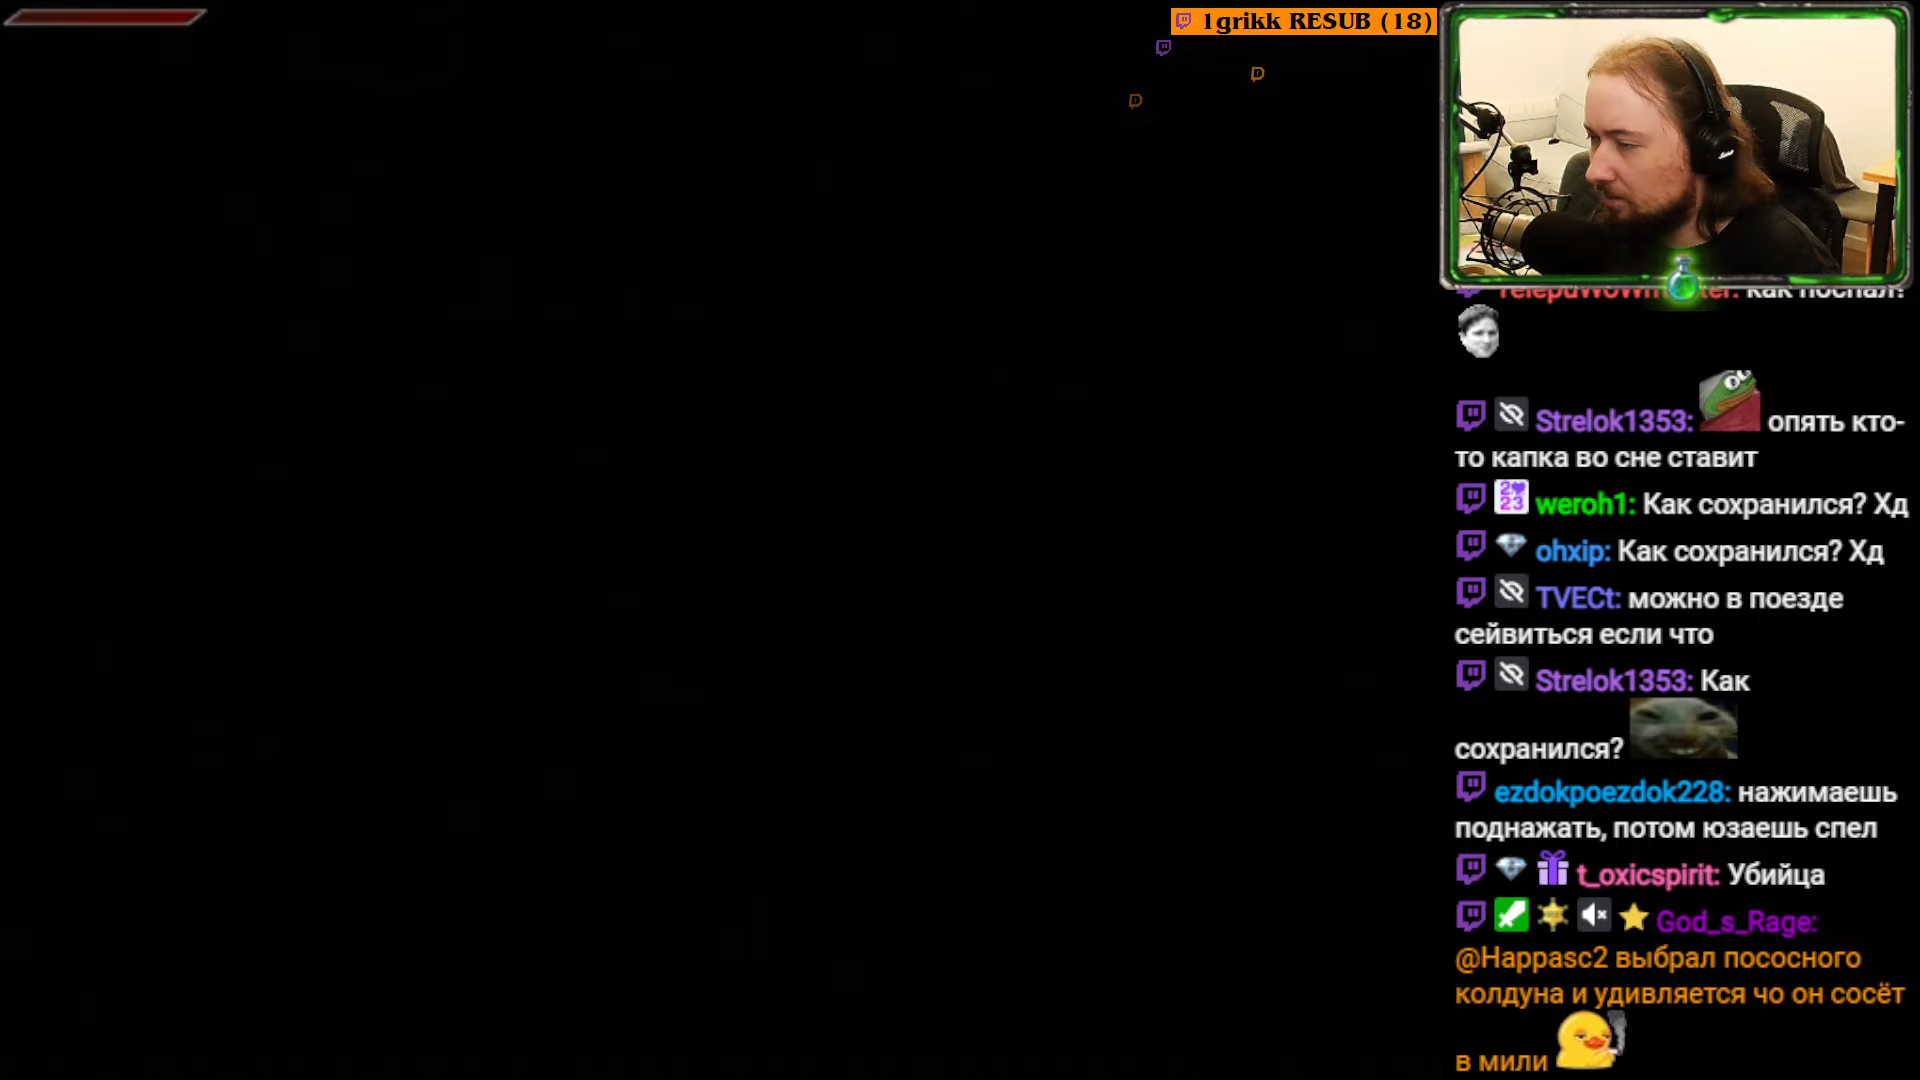 1grikk RESUB (18)
как поспал?
Strelok1353: опять кто-
то капка во сне ставит
weroh1: Как сохранился? Хд
ohxip: Как сохранился? Хд
TVECt: можно в поезде
сейвиться если что
Strelok1353: Как
сохранился?
ezdokpoezdok228: нажимаешь
поднажать, потом юзаешь спел
t_oxicspirit: Убийца
God_s_Rage:
@Happasc2 выбрал пососного
колдуна и удивляется чо он сосёт
в мили